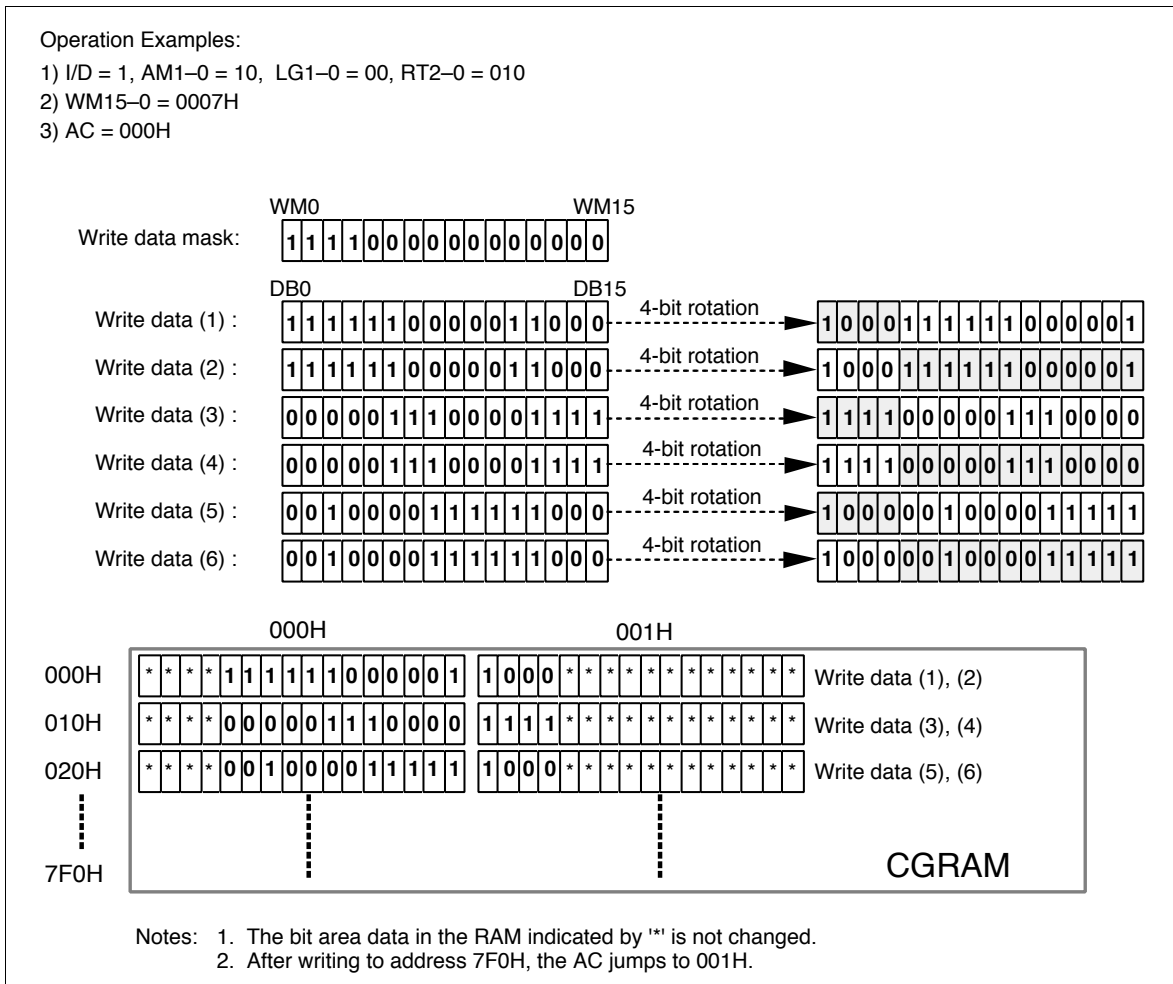 Operation Examples:
1) I/D = 1, AM1–0 = 10, LG1–0 = 00, RT2–0 = 010
2) WM15–0 = 0007H
3) AC = 000H
WM0 WM15
Write data mask: 1 1 1 1 0 0 0 0 0 0 0 0 0 0 0 0
DB0 DB15
Write data (1) : 1 1 1 1 1 1 0 0 0 0 0 1 1 0 0 0 4-bit rotation 1 0 0 0 1 1 1 1 1 1 0 0 0 0 0 1
Write data (2) : 1 1 1 1 1 1 0 0 0 0 0 1 1 0 0 0 4-bit rotation 1 0 0 0 1 1 1 1 1 1 0 0 0 0 0 1
Write data (3) : 0 0 0 0 0 1 1 1 0 0 0 0 1 1 1 1 4-bit rotation 1 1 1 1 0 0 0 0 0 1 1 1 0 0 0 0
Write data (4) : 0 0 0 0 0 1 1 1 0 0 0 0 1 1 1 1 4-bit rotation 1 1 1 1 0 0 0 0 0 1 1 1 0 0 0 0
Write data (5) : 0 0 1 0 0 0 0 1 1 1 1 1 1 0 0 0 4-bit rotation 1 0 0 0 0 0 1 0 0 0 0 1 1 1 1 1
Write data (6) : 0 0 1 0 0 0 0 1 1 1 1 1 1 0 0 0 4-bit rotation 1 0 0 0 0 0 1 0 0 0 0 1 1 1 1 1
000H 001H
000H * * * * 1 1 1 1 1 1 0 0 0 0 0 1 1 0 0 0 * * * * * * * * * * * * Write data (1), (2)
010H * * * * 0 0 0 0 0 1 1 1 0 0 0 0 1 1 1 1 * * * * * * * * * * * * Write data (3), (4)
020H * * * * 0 0 1 0 0 0 0 1 1 1 1 1 1 0 0 0 * * * * * * * * * * * * Write data (5), (6)
7F0H CGRAM
Notes: 1. The bit area data in the RAM indicated by '*' is not changed.
2. After writing to address 7F0H, the AC jumps to 001H.